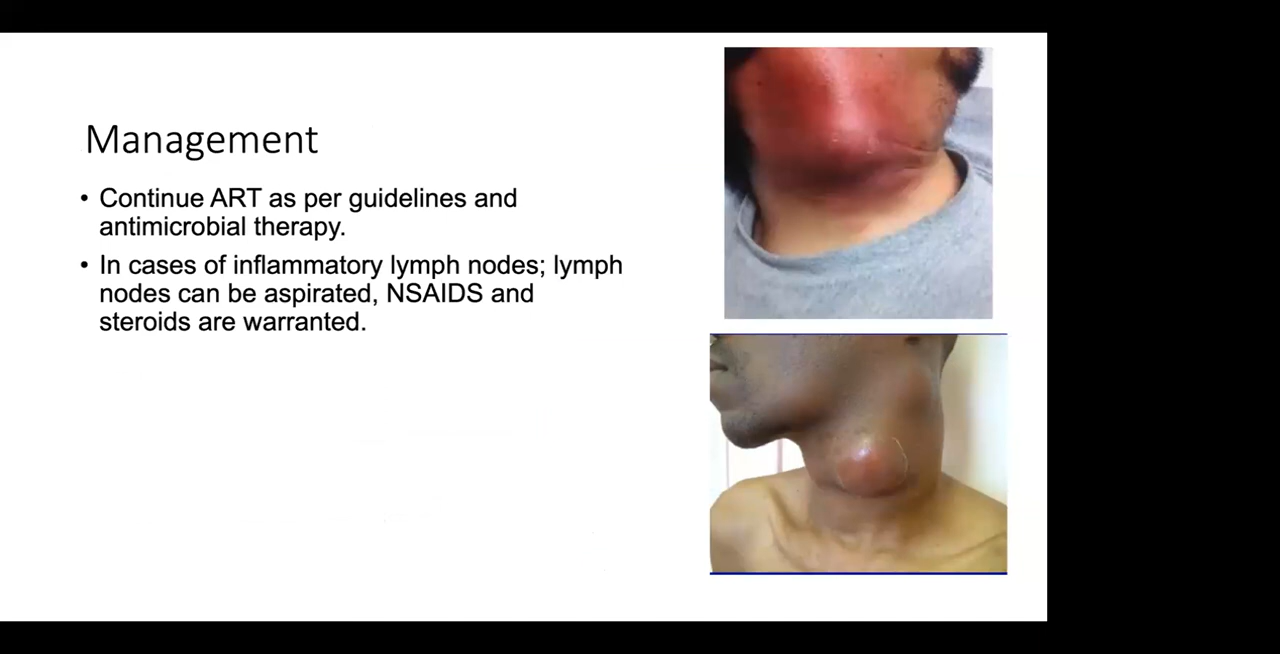 Management
• Continue ART as per guidelines and
antimicrobial therapy.
• In cases of inflammatory lymph nodes; lymph
nodes can be aspirated, NSAIDS and
steroids are warranted.